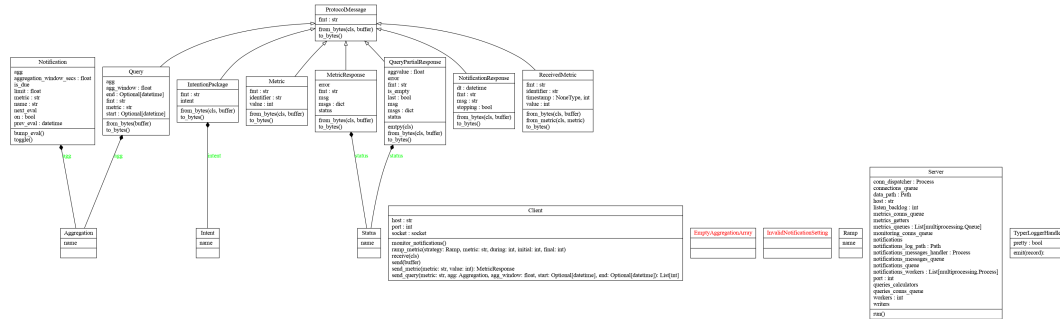 ProtocolMessage
fmt : str
from_bytes(cls, buffer)
to_bytes()
Notification
agg
aggregation_window_secs : float
is_due
limit : float
metric : str
name : str
next_eval
on : bool
prev_eval : datetime
bump_eval()
toggle()
Query
agg
agg_window : float
end : Optional[datetime]
fmt : str
metric : str
start : Optional[datetime]
from_bytes(buffer)
to_bytes()
IntentionPackage
fmt : str
intent
from_bytes(cls, buffer)
to_bytes()
Metric
fmt : str
identifier : str
value : int
from_bytes(cls, buffer)
to_bytes()
MetricResponse
error
fmt : str
msg
msgs : dict
status
from_bytes(cls, buffer)
to_bytes()
QueryPartialResponse
aggvalue : float
error
fmt : str
is_empty
last : bool
msg
msgs : dict
status
emtpy(cls)
from_bytes(cls, buffer)
to_bytes()
NotificationResponse
dt : datetime
fmt : str
msg : str
stopping : bool
from_bytes(cls, buffer)
to_bytes()
ReceivedMetric
fmt : str
identifier : str
timestamp : NoneType, int
value : int
from_bytes(cls, buffer)
from_metric(cls, metric)
to_bytes()
agg
agg
intent
status
status
Aggregation
name
Intent
name
Status
name
Client
host : str
port : int
socket : socket
monitor_notifications()
ramp_metric(strategy: Ramp, metric: str, during: int, initial: int, final: int)
receive(cls)
send(buffer)
send_metric(metric: str, value: int): MetricResponse
send_query(metric: str, agg: Aggregation, agg_window: float, start: Optional[datetime], end: Optional[datetime]): List[int]
EmptyAggregationArray
InvalidNotificationSetting
Ramp
name
Server
conn_dispatcher : Process
connections_queue
data_path : Path
host : str
listen_backlog : int
metrics_conns_queue
metrics_getters
metrics_queues : List[multiprocessing.Queue]
monitoring_conns_queue
notifications
notifications_log_path : Path
notifications_messages_handler : Process
notifications_messages_queue
notifications_queue
notifications_workers : List[multiprocessing.Process]
port : int
queries_calculators
queries_conns_queue
workers : int
writers
run()
TyperLoggerHandler
pretty : bool
emit(record):